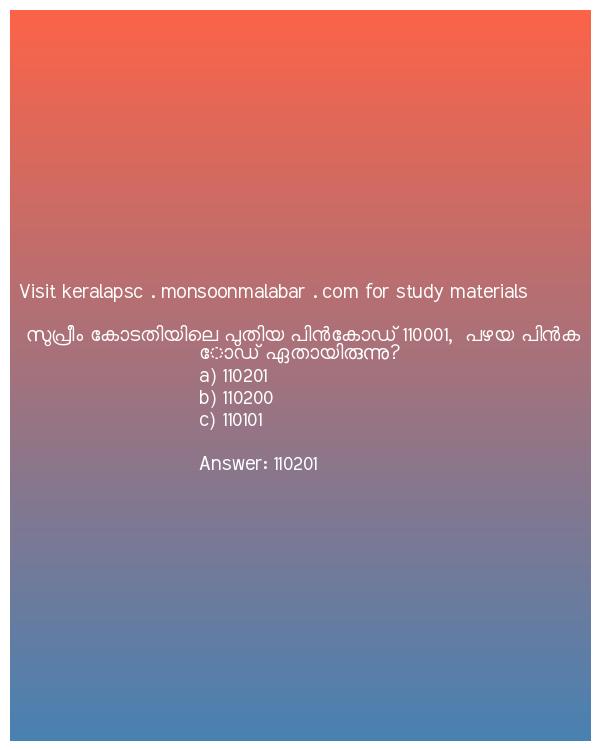 Visit keralapsc . monsoonmalabar . com for study materials
സുപ്രീം കോടതിയിലെ പുതിയ പിൻകോഡ് 110001, പഴയ പിൻക
ോഡ് ഏതായിരുന്നു?
a) 110201
b) 110200
c) 110101
Answer: 110201